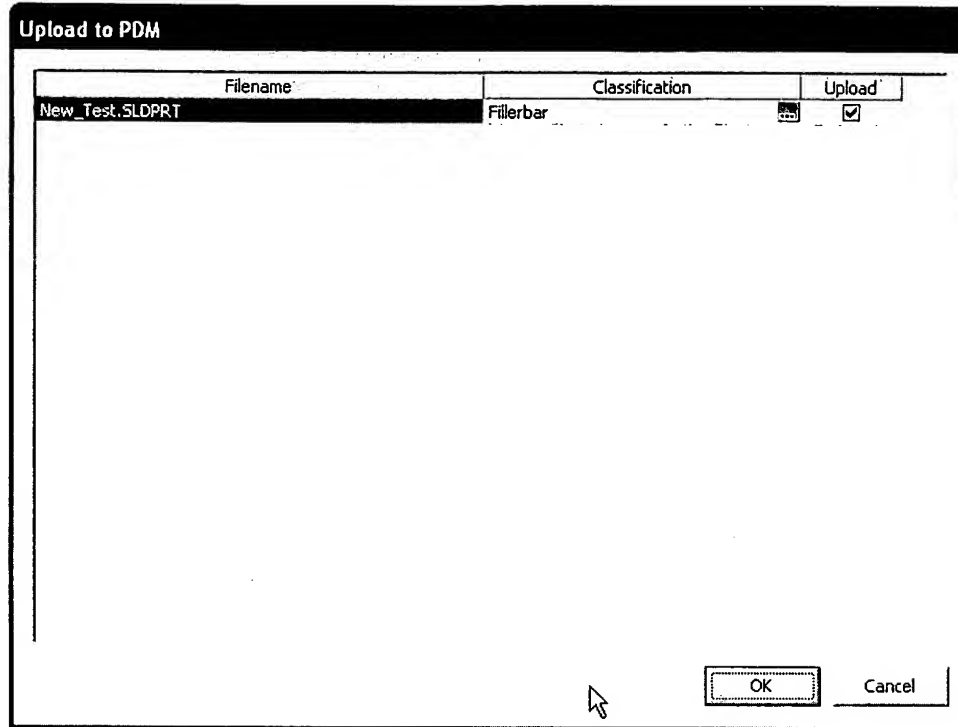 Upload to PDM
Filename Classification Upload
New_Test.SLDPRT Fillerbar
OK Cancel